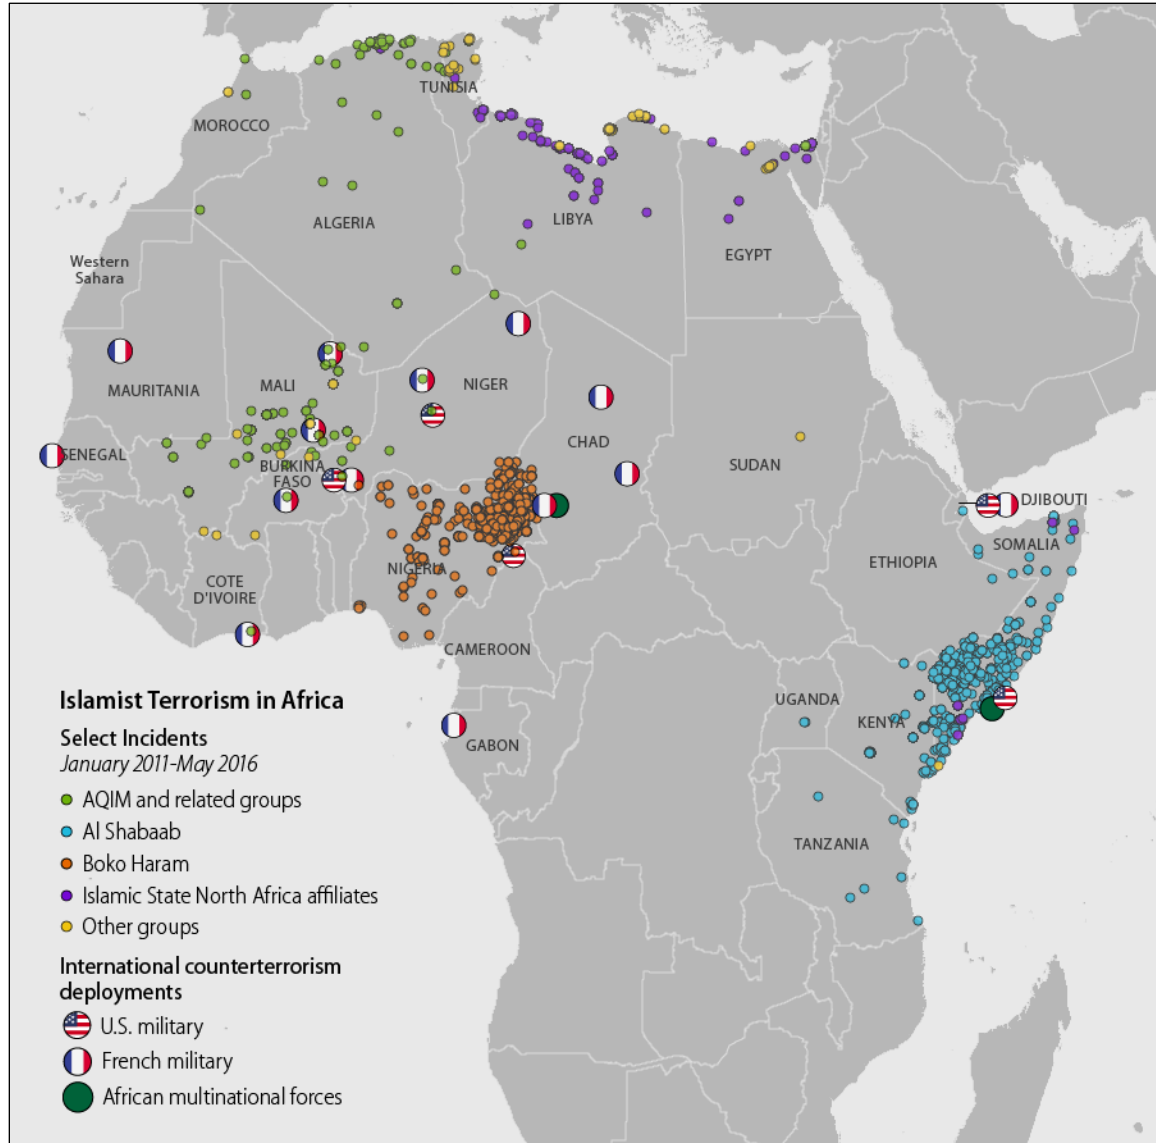 TUNISIA
MOROCCO
ALGERIA
LIBYA
EGYPT
Western
Sahara
MAURITANIA
MALI
NIGER
CHAD
SUDAN
SENEGAL
BURKINA
FASO
DJIBOUTI
SOMALIA
ETHIOPIA
NIGERIA
COTE
D'IVOIRE
CAMEROON
UGANDA
KENYA
GABON
TANZANIA
Islamist Terrorism in Africa
Select Incidents
January 2011-May 2016
AQIM and related groups
Al Shabaab
Boko Haram
Islamic State North Africa affiliates
Other groups
International counterterrorism
deployments
U.S. military
French military
African multinational forces